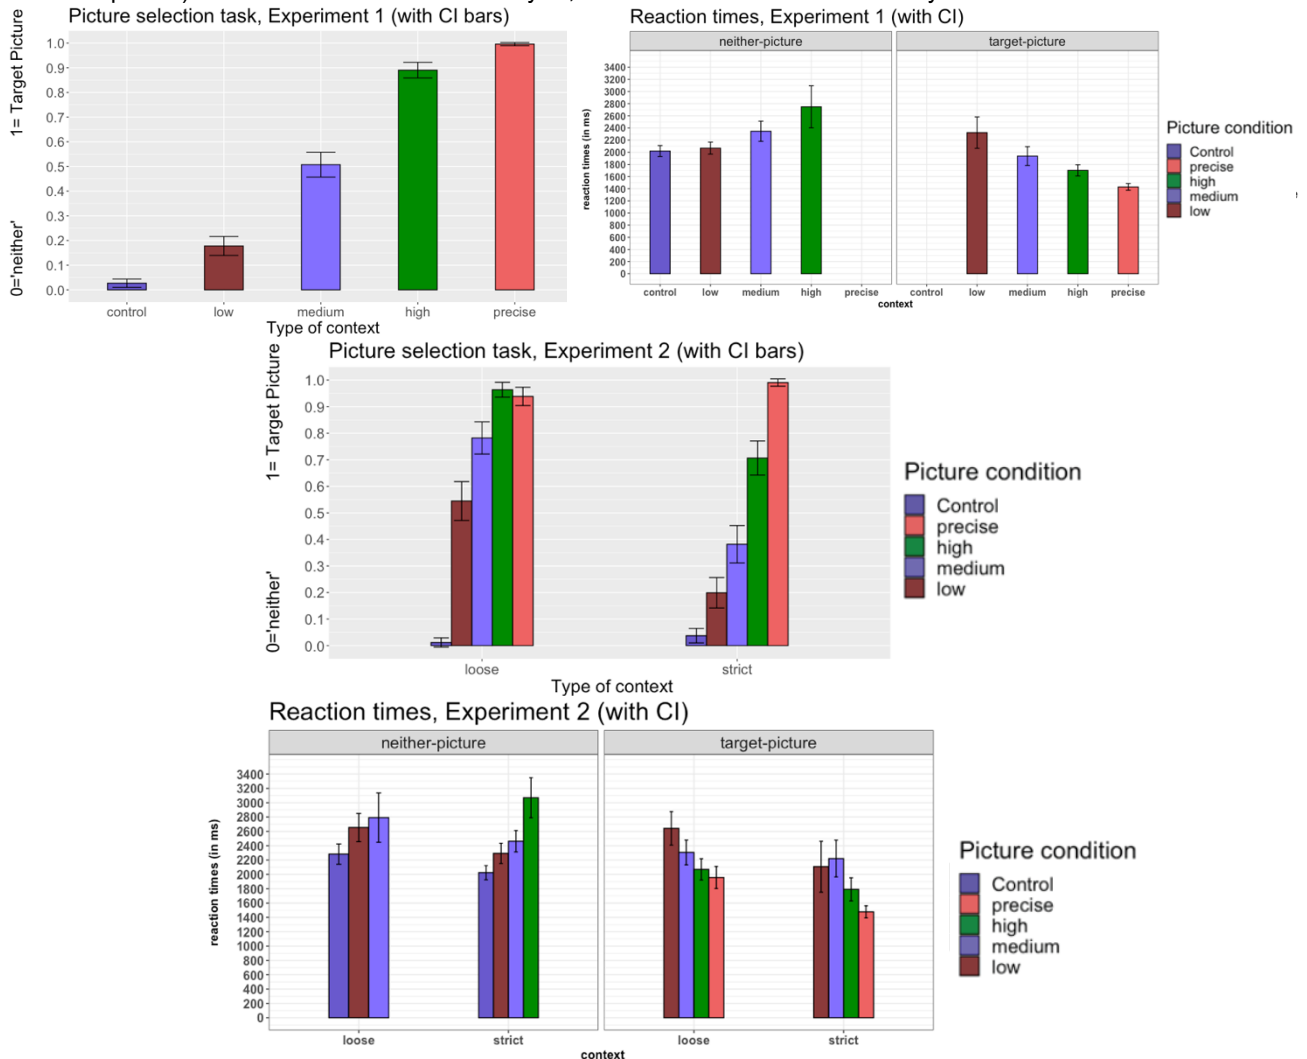 Picture selection task, Experiment 1 (with CI bars)
1= Target Picture
0='neither'
1.0
0.9
0.8
0.7
0.6
0.5
0.4
0.3
0.2
0.1
0.0
control low medium high precise
Type of context
Reaction times, Experiment 1 (with CI)
neither-picture target-picture
reaction times (in ms)
3400
3200
3000
2800
2600
2400
2200
2000
1800
1600
1400
1200
1000
800
600
400
200
0
control low medium high precise control low medium high precise
context
Picture condition
Control
precise
high
medium
low
Picture selection task, Experiment 2 (with CI bars)
1= Target Picture
0='neither'
1.0
0.9
0.8
0.7
0.6
0.5
0.4
0.3
0.2
0.1
0.0
loose strict
Type of context
Picture condition
Control
precise
high
medium
low
Reaction times, Experiment 2 (with CI)
neither-picture target-picture
reaction times (in ms)
3400
3200
3000
2800
2600
2400
2200
2000
1800
1600
1400
1200
1000
800
600
400
200
0
loose strict loose strict
context
Picture condition
Control
precise
high
medium
low